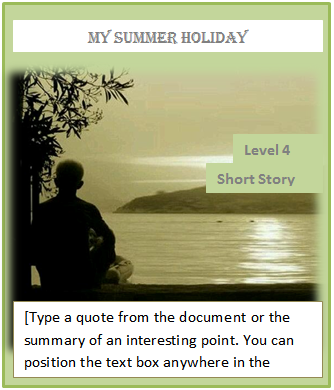 MY SUMMER HOLIDAY
Level 4
Short Story
[Type a quote from the document or the
summary of an interesting point. You can
position the text box anywhere in the